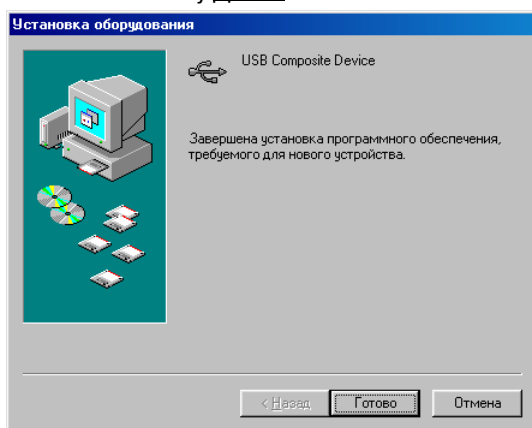 Установка оборудования
USB Composite Device
Завершена установка программного обеспечения,
требуемого для нового устройства.
< Назад
Готово
Отмена